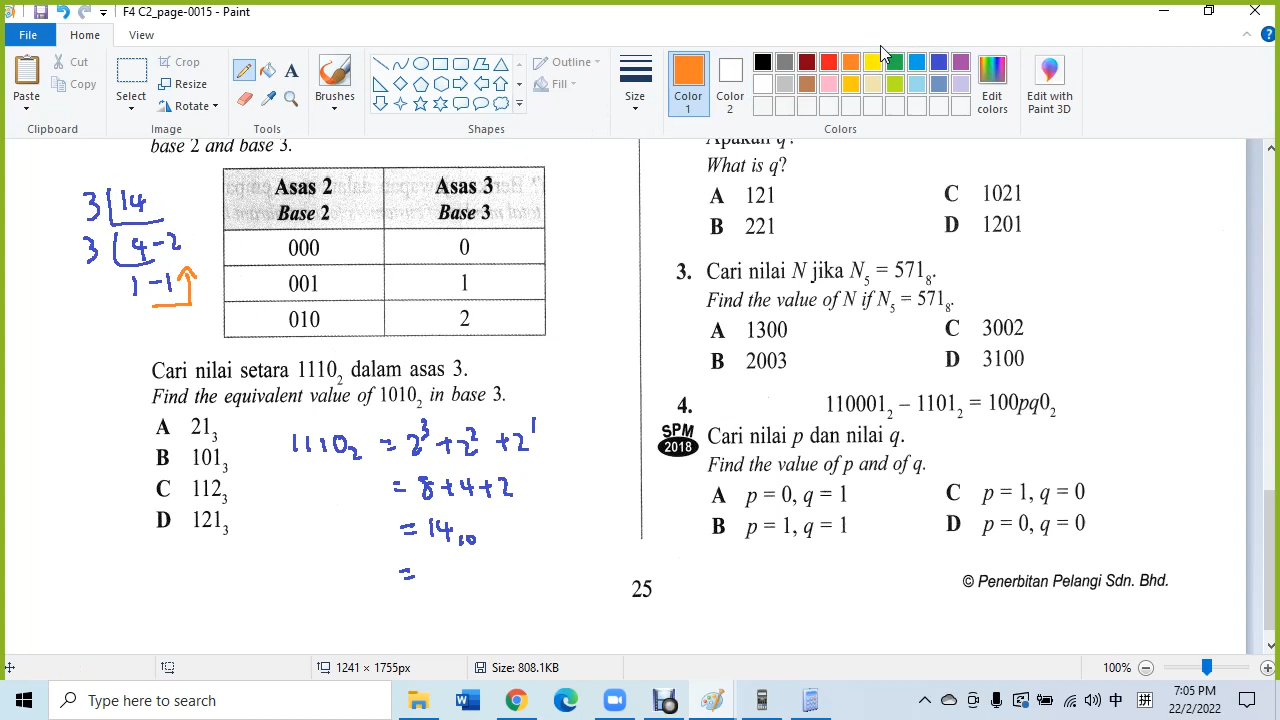 F4 C2_page-0015 - Paint
File Home View
Cut
Copy
Paste
Clipboard
Crop
Resize
Rotate
Select
Image
Tools
Brushes
Outline
Fill
Shapes
Size
Color 1
Color 2
Edit colors
Edit with Paint 3D
Colors
base 2 and base 3.
Asas 2 Asas 3
Base 2 Base 3
000 0
001 1
010 2
3 14
3 4 - 2
1 - 1
Cari nilai setara 1110₂ dalam asas 3.
Find the equivalent value of 1010₂ in base 3.
A 21₃
B 101₃
C 112₃
D 121₃
1110₂ = 2³ + 2² + 2¹
= 8 + 4 + 2
= 14₁₀
=
Apakah q?
What is q?
A 121 C 1021
B 221 D 1201
3. Cari nilai N jika N₅ = 571₈.
Find the value of N if N₅ = 571₈.
A 1300 C 3002
B 2003 D 3100
4. 110001₂ – 1101₂ = 100pq0₂
SPM 2018
Cari nilai p dan nilai q.
Find the value of p and of q.
A p = 0, q = 1 C p = 1, q = 0
B p = 1, q = 1 D p = 0, q = 0
25
© Penerbitan Pelangi Sdn. Bhd.
1241 × 1755px
Size: 808.1KB
100%
Type here to search
中
拼
7:05 PM
22/2/2022